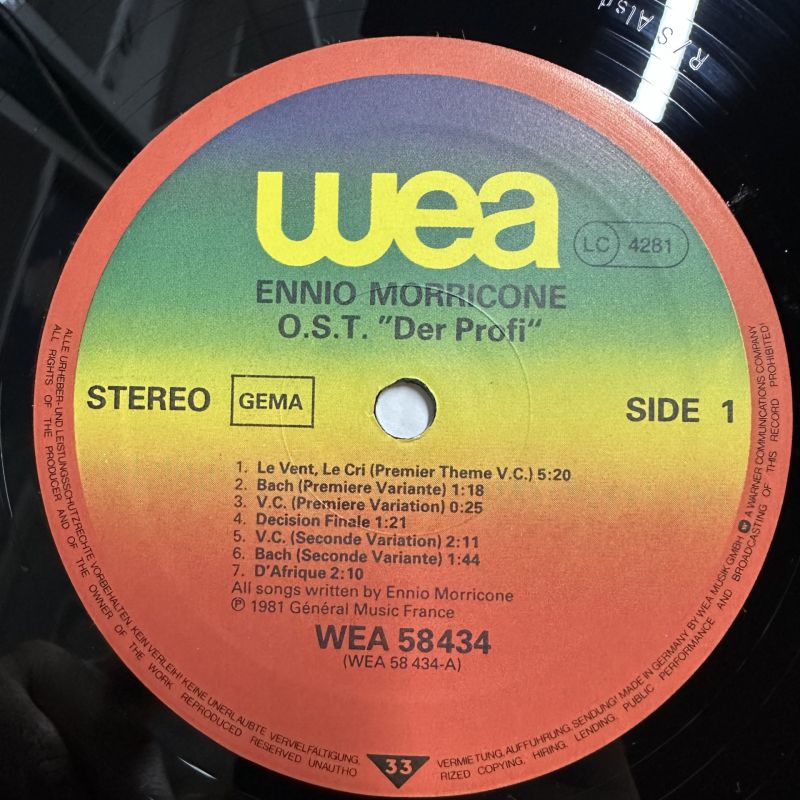 R/S Alsd
wea
LC 4281
ENNIO MORRICONE
O.S.T. "Der Profi"
STEREO GEMA SIDE 1
1. Le Vent, Le Cri (Premier Theme V.C.) 5:20
2. Bach (Premiere Variante) 1:18
3. V.C. (Premiere Variation) 0:25
4. Decision Finale 1:21
5. V.C. (Seconde Variation) 2:11
6. Bach (Seconde Variante) 1:44
7. D'Afrique 2:10
All songs written by Ennio Morricone
Ⓟ 1981 Général Music France
WEA 58 434
(WEA 58 434-A)
33
ALLE URHEBER- UND LEISTUNGSSCHUTZRECHTE VORBEHALTEN. KEIN VERLEIH! KEINE UNERLAUBTE VERVIELFÄLTIGUNG, VERMIETUNG, AUFFÜHRUNG, SENDUNG! MADE IN GERMANY BY WEA MUSIK GMBH A WARNER COMMUNICATIONS COMPANY
ALL RIGHTS OF THE PRODUCER AND OF THE OWNER OF THE WORK REPRODUCED RESERVED UNAUTHORIZED COPYING, HIRING, LENDING, PUBLIC PERFORMANCE AND BROADCASTING OF THIS RECORD PROHIBITED!